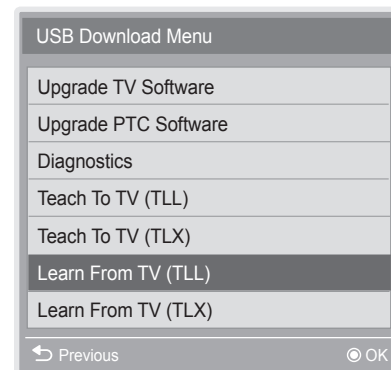 USB Download Menu
Upgrade TV Software
Upgrade PTC Software
Diagnostics
Teach To TV (TLL)
Teach To TV (TLX)
Learn From TV (TLL)
Learn From TV (TLX)
Previous OK